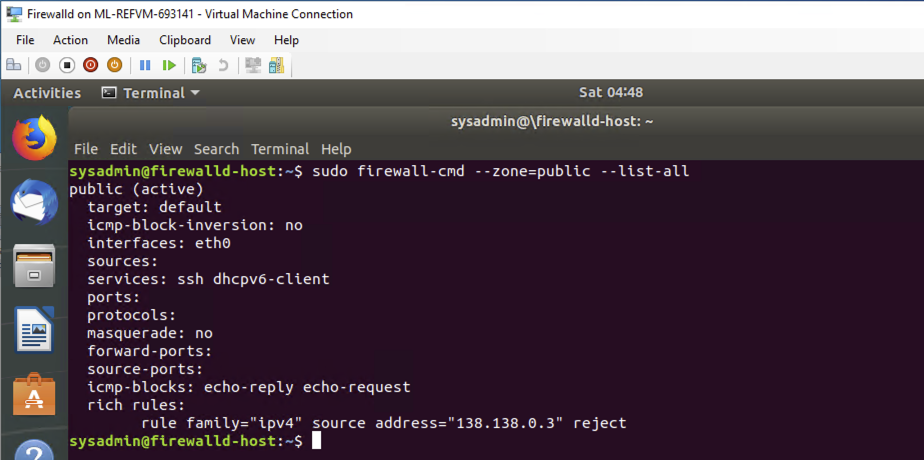 Firewalld on ML-REFVM-693141 - Virtual Machine Connection
File Action Media Clipboard View Help
Activities Terminal Sat 04:48
sysadmin@\firewalld-host: ~
File Edit View Search Terminal Help
sysadmin@firewalld-host:~$ sudo firewall-cmd --zone=public --list-all
public (active)
target: default
icmp-block-inversion: no
interfaces: eth0
sources:
services: ssh dhcpv6-client
ports:
protocols:
masquerade: no
forward-ports:
source-ports:
icmp-blocks: echo-reply echo-request
rich rules:
rule family="ipv4" source address="138.138.0.3" reject
sysadmin@firewalld-host:~$